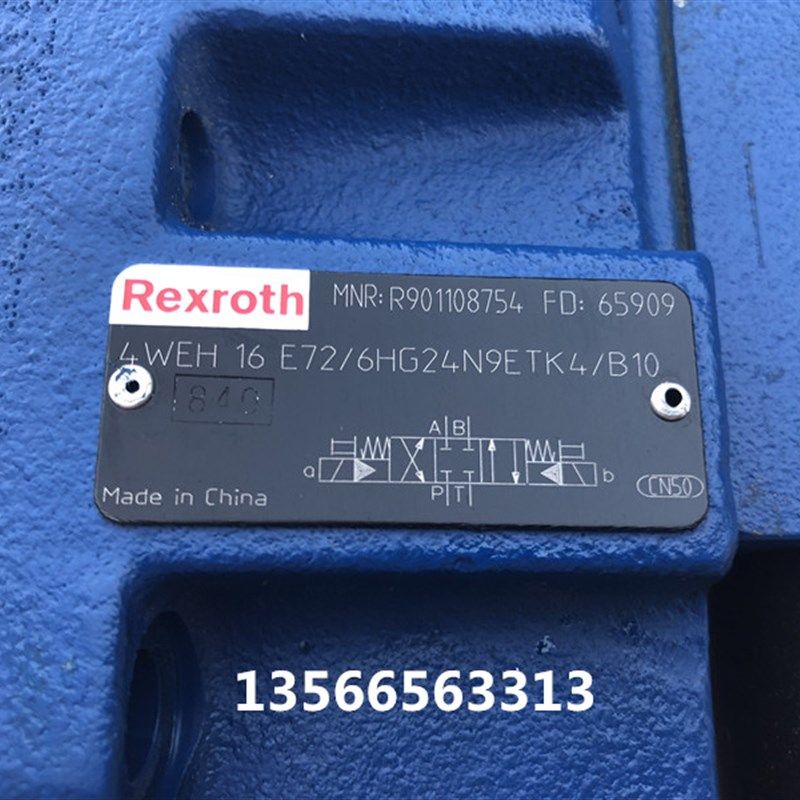 Rexroth MNR: R901108754 FD: 65909
4WEH 16 E72/6HG24N9ETK4/B10
840
A B
a b
P T
Made in China CN50
13566563313